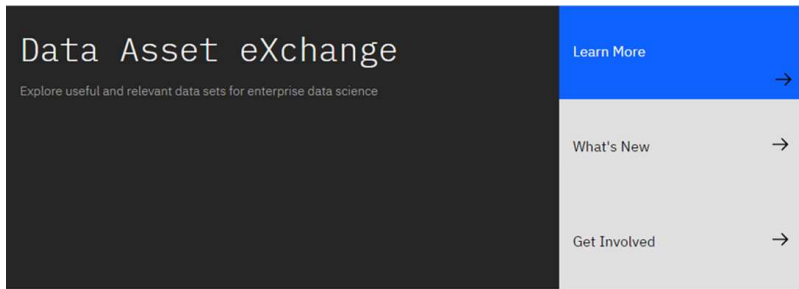 Data Asset eXchange
Explore useful and relevant data sets for enterprise data science
Learn More
What's New
Get Involved